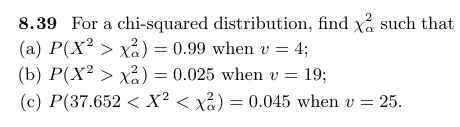 8.39 For a chi-squared distribution, find χ²_α such that
(a) P(X² > χ²_α) = 0.99 when v = 4;
(b) P(X² > χ²_α) = 0.025 when v = 19;
(c) P(37.652 < X² < χ²_α) = 0.045 when v = 25.